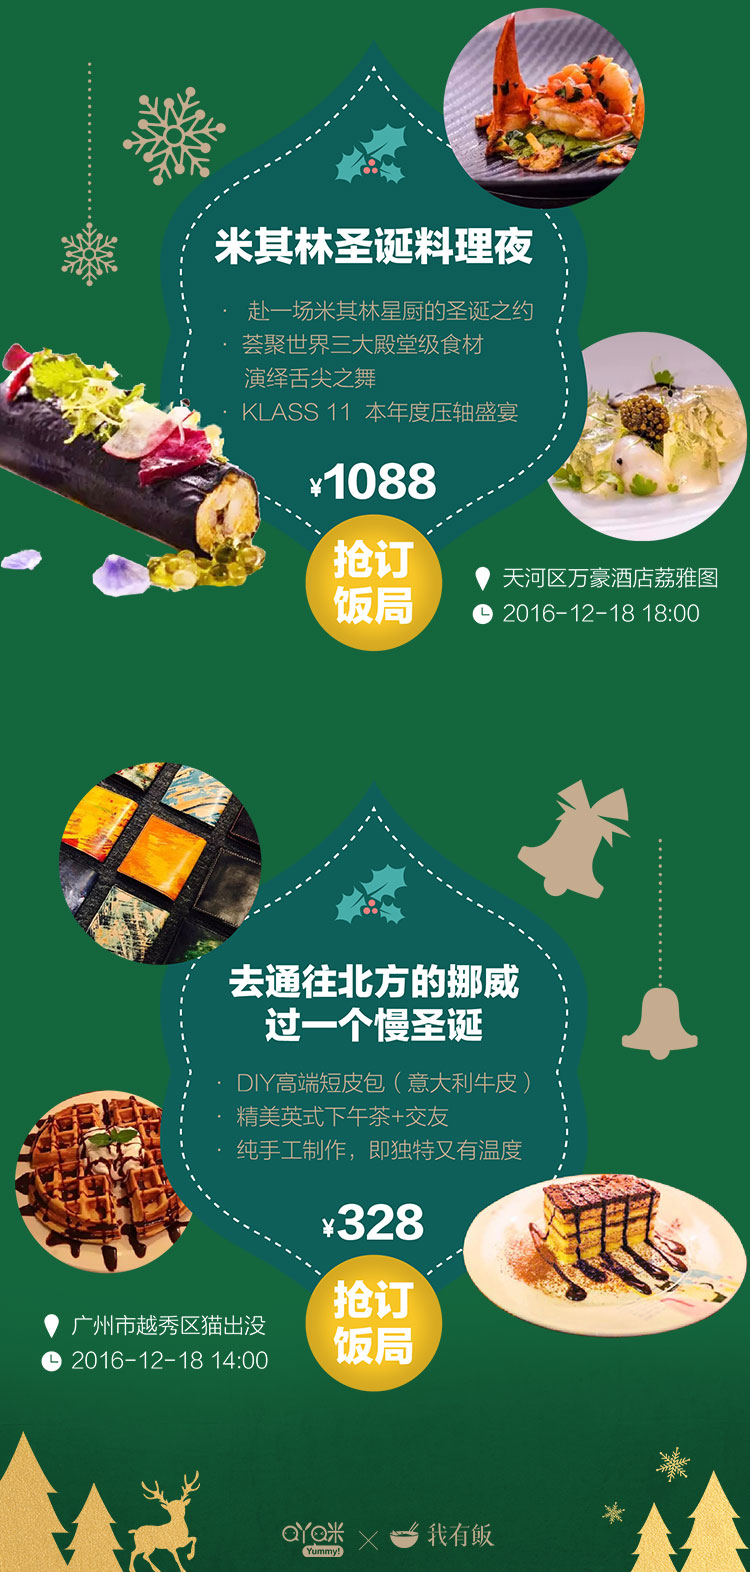 米其林圣诞料理夜
· 赴一场米其林星厨的圣诞之约
· 荟聚世界三大殿堂级食材
演绎舌尖之舞
· KLASS 11 本年度压轴盛宴
¥1088
抢订
饭局
天河区万豪酒店荔雅图
2016-12-18 18:00
去通往北方的挪威
过一个慢圣诞
· DIY高端短皮包（意大利牛皮）
· 精美英式下午茶+交友
· 纯手工制作，即独特又有温度
¥328
抢订
饭局
广州市越秀区猫出没
2016-12-18 14:00
吖咪 Yummy! × 我有飯